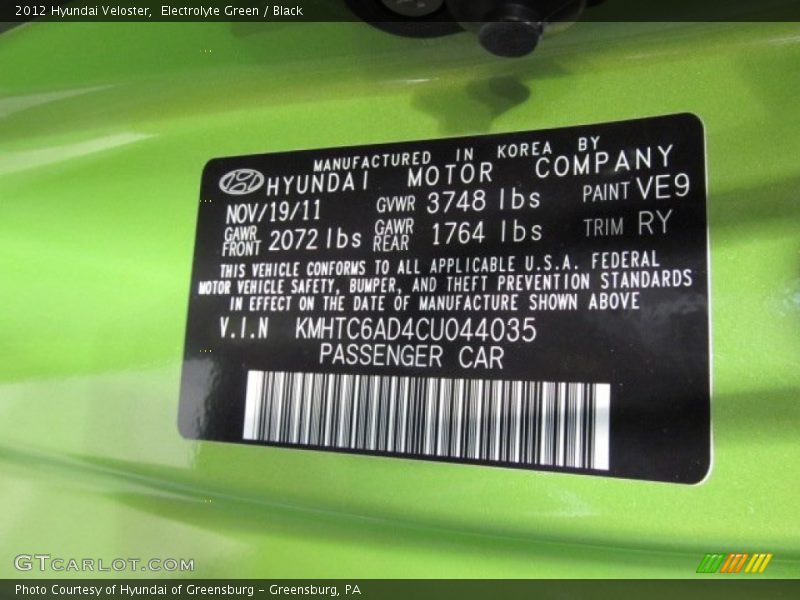 2012 Hyundai Veloster,  Electrolyte Green / Black
MANUFACTURED IN KOREA BY
HYUNDAI MOTOR COMPANY
NOV/19/11 GVWR 3748 lbs PAINT VE9
GAWR FRONT 2072 lbs GAWR REAR 1764 lbs TRIM RY
THIS VEHICLE CONFORMS TO ALL APPLICABLE U.S.A. FEDERAL
MOTOR VEHICLE SAFETY, BUMPER, AND THEFT PREVENTION STANDARDS
IN EFFECT ON THE DATE OF MANUFACTURE SHOWN ABOVE
V.I.N KMHTC6AD4CU044035
PASSENGER CAR
GTCARLOT.COM
Photo Courtesy of Hyundai of Greensburg - Greensburg, PA